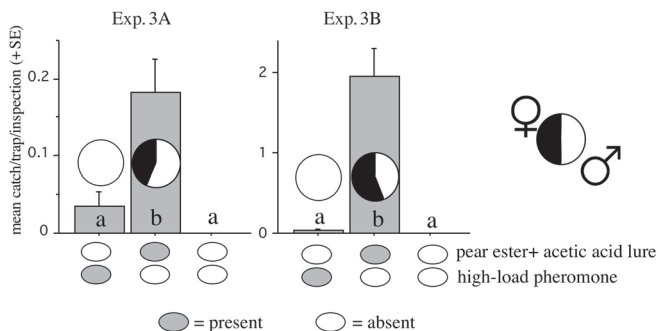 Exp. 3A
Exp. 3B
mean catch/trap/inspection (+SE)
0.2
0.1
0
a
b
a
2
1
0
a
b
a
♀
♂
pear ester+ acetic acid lure
high-load pheromone
= present
= absent